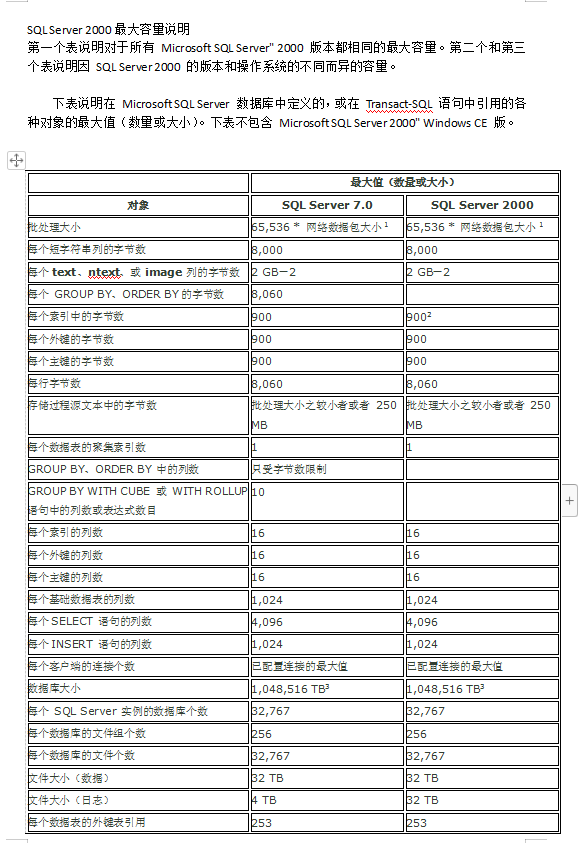 SQL Server 2000 最大容量说明
第一个表说明对于所有 Microsoft SQL Server" 2000 版本都相同的最大容量。第二个和第三
个表说明因 SQL Server 2000 的版本和操作系统的不同而异的容量。
下表说明在 Microsoft SQL Server 数据库中定义的，或在 Transact-SQL 语句中引用的各
种对象的最大值（数量或大小）。下表不包含 Microsoft SQL Server 2000" Windows CE 版。
最大值（数量或大小）
对象 SQL Server 7.0 SQL Server 2000
批处理大小 65,536 * 网络数据包大小¹ 65,536 * 网络数据包大小¹
每个短字符串列的字节数 8,000 8,000
每个 text、ntext、或 image 列的字节数 2 GB－2 2 GB－2
每个 GROUP BY、ORDER BY 的字节数 8,060
每个索引中的字节数 900 900²
每个外键的字节数 900 900
每个主键的字节数 900 900
每行字节数 8,060 8,060
存储过程源文本中的字节数 批处理大小之较小者或者 250 批处理大小之较小者或者 250
MB MB
每个数据表的聚集索引数 1 1
GROUP BY、ORDER BY 中的列数 只受字节数限制
GROUP BY WITH CUBE 或 WITH ROLLUP 10
语句中的列数或表达式数目
每个索引的列数 16 16
每个外键的列数 16 16
每个主键的列数 16 16
每个基础数据表的列数 1,024 1,024
每个 SELECT 语句的列数 4,096 4,096
每个 INSERT 语句的列数 1,024 1,024
每个客户端的连接个数 已配置连接的最大值 已配置连接的最大值
数据库大小 1,048,516 TB³ 1,048,516 TB³
每个 SQL Server 实例的数据库个数 32,767 32,767
每个数据库的文件组个数 256 256
每个数据库的文件个数 32,767 32,767
文件大小（数据） 32 TB 32 TB
文件大小（日志） 4 TB 32 TB
每个数据表的外键表引用 253 253